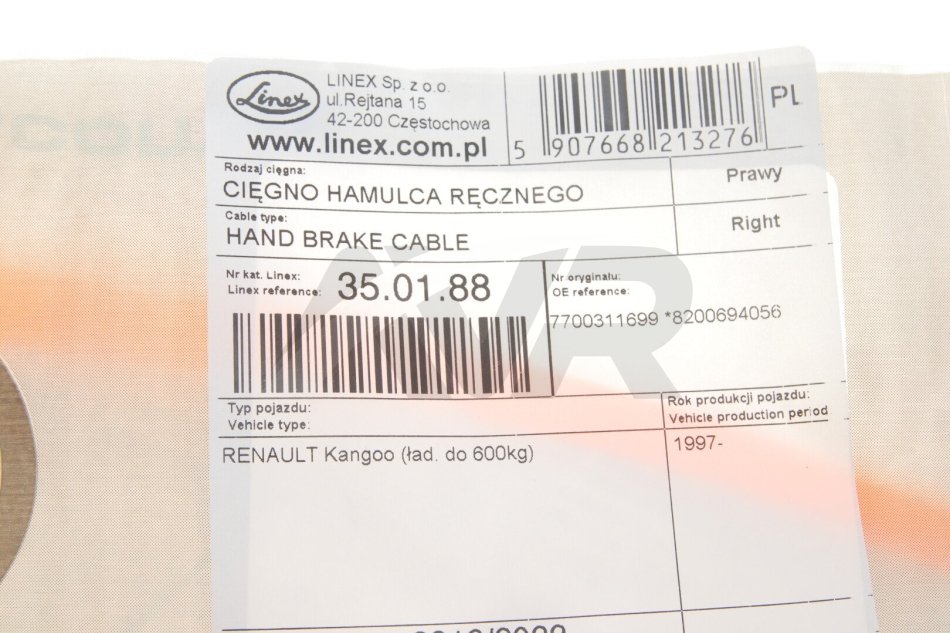 Linex
LINEX Sp. z o.o.
ul.Rejtana 15
42-200 Częstochowa
www.linex.com.pl
5 907668 213276
PL
Rodzaj cięgna:
CIĘGNO HAMULCA RĘCZNEGO
Prawy
Cable type:
HAND BRAKE CABLE
Right
Nr kat. Linex:
Linex reference: 35.01.88
Nr oryginału:
OE reference:
7700311699 *8200694056
Typ pojazdu:
Vehicle type:
Rok produkcji pojazdu:
Vehicle production period
RENAULT Kangoo (ład. do 600kg)
1997-